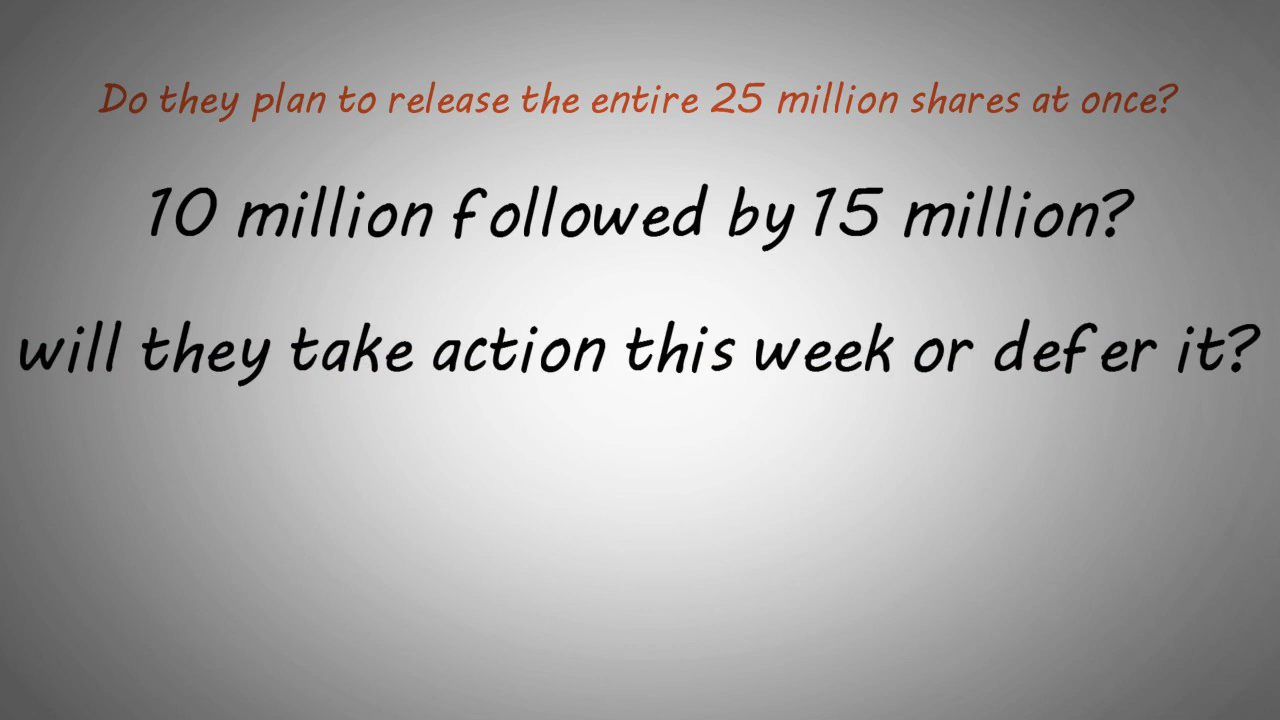 Do they plan to release the entire 25 million shares at once?
10 million followed by 15 million?
will they take action this week or defer it?